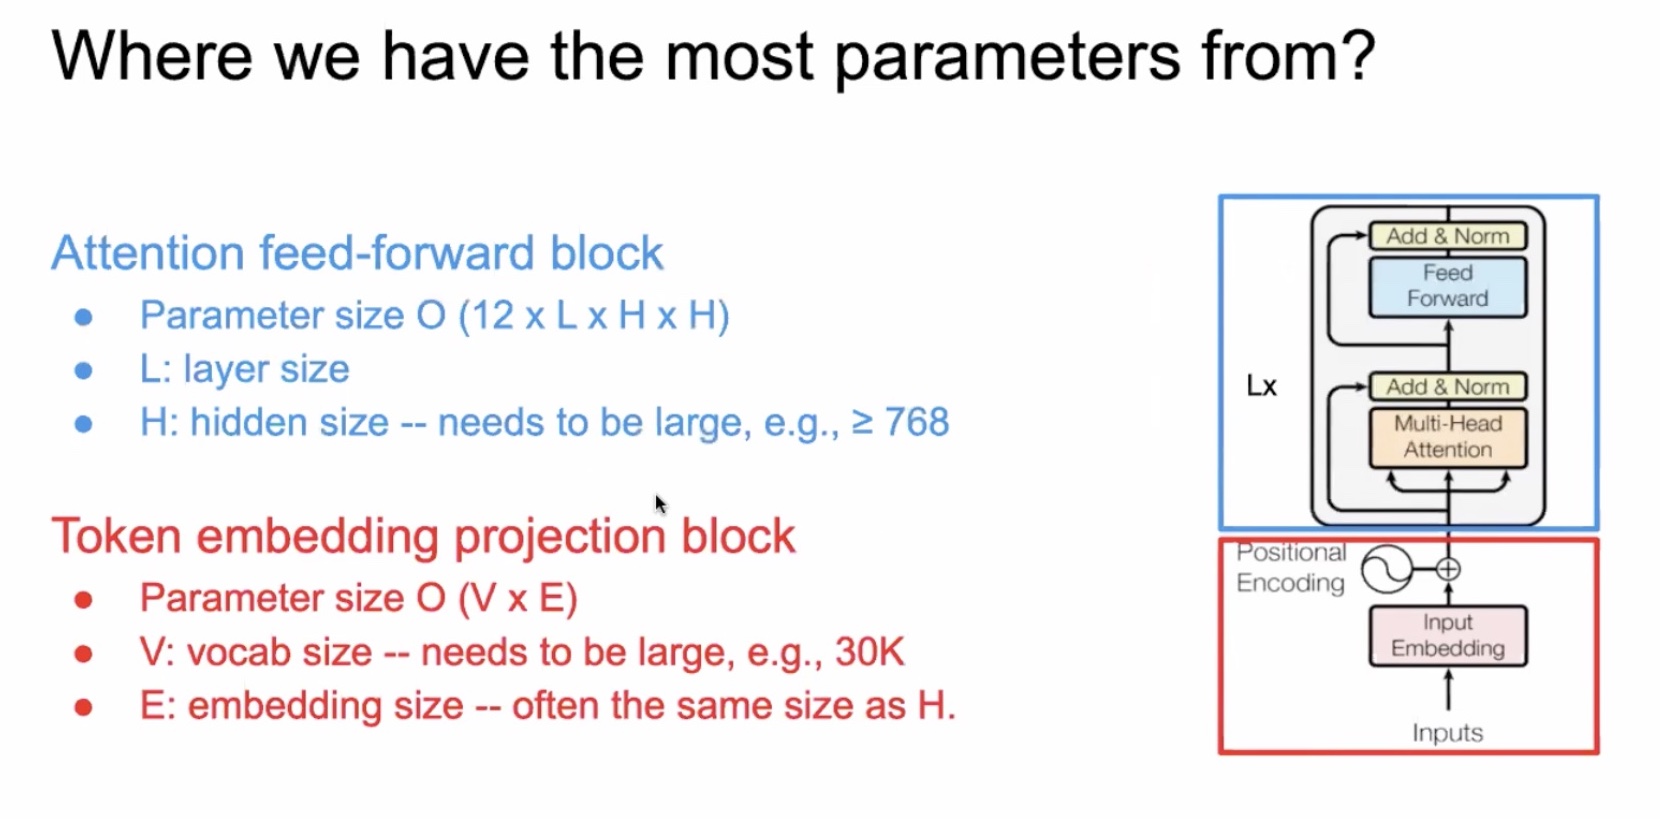 Where we have the most parameters from?
Attention feed-forward block
● Parameter size O (12 x L x H x H)
● L: layer size
● H: hidden size -- needs to be large, e.g., ≥ 768
Token embedding projection block
● Parameter size O (V x E)
● V: vocab size -- needs to be large, e.g., 30K
● E: embedding size -- often the same size as H.
Add & Norm
Feed
Forward
Lx
Add & Norm
Multi-Head
Attention
Positional
Encoding
Input
Embedding
Inputs